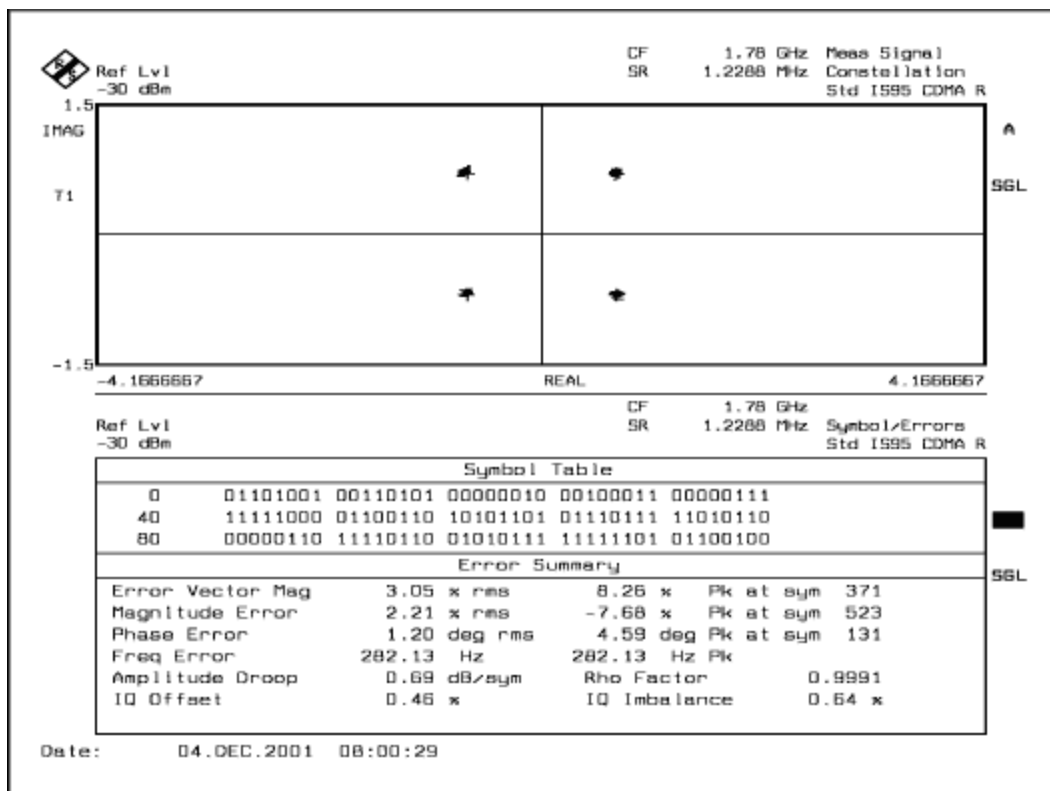 CF 1.78 GHz Meas Signal
Ref Lvl SR 1.2288 MHz Constellation
-30 dBm Std IS95 CDMA R
1.5
IMAG A
T1 SGL
-1.5
-4.1666667 REAL 4.1666667
CF 1.78 GHz
Ref Lvl SR 1.2288 MHz Symbol/Errors
-30 dBm Std IS95 CDMA R
Symbol Table
0 01101001 00110101 00000010 00100011 00000111
40 11111000 01100110 10101101 01110111 11010110
80 00000110 11110110 01010111 11111101 01100100
Error Summary
SGL
Error Vector Mag 3.05 % rms 8.26 % Pk at sym 371
Magnitude Error 2.21 % rms -7.68 % Pk at sym 523
Phase Error 1.20 deg rms 4.59 deg Pk at sym 131
Freq Error 282.13 Hz 282.13 Hz Pk
Amplitude Droop 0.69 dB/sym Rho Factor 0.9991
IQ Offset 0.46 % IQ Imbalance 0.64 %
Date: 04.DEC.2001 08:00:29